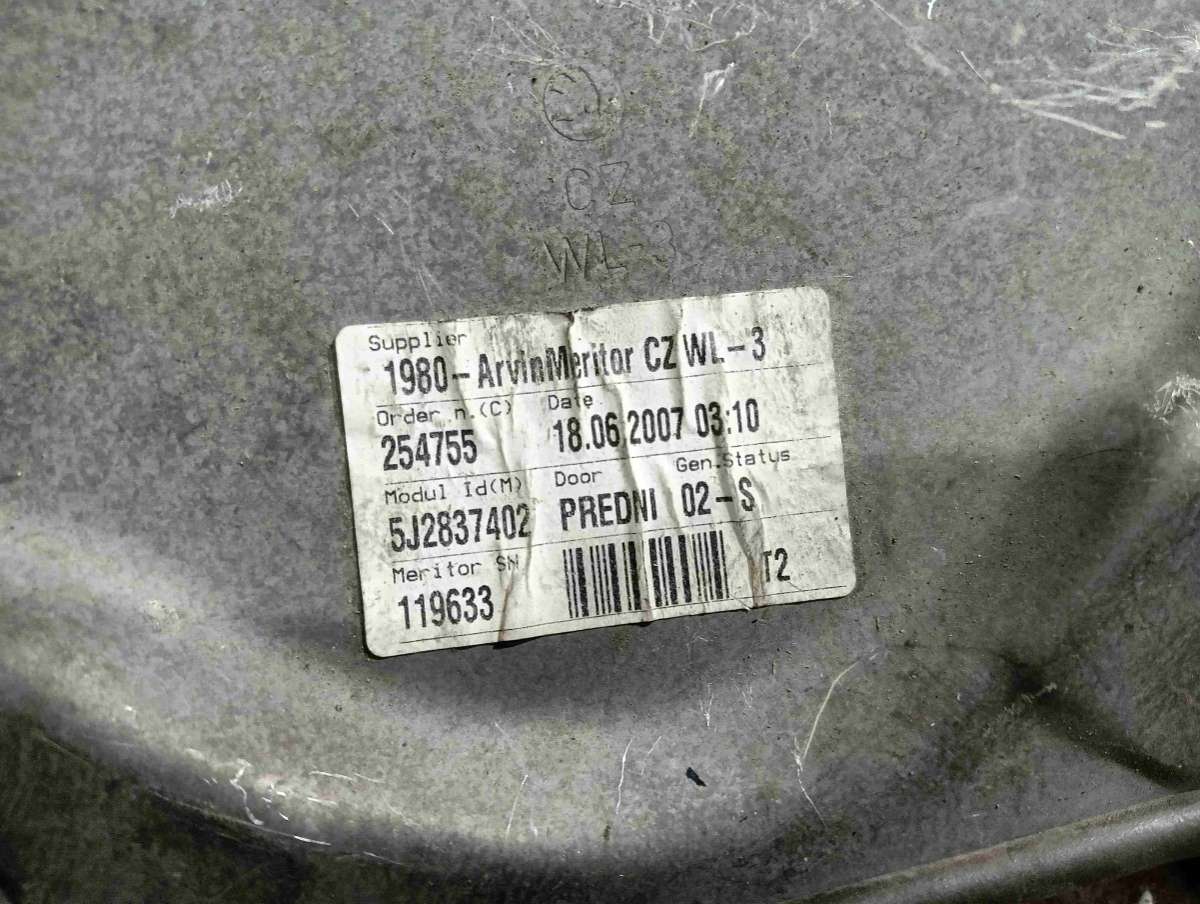 CZ
WL-3
Supplier
1980-ArvinMeritor CZ WL-3
Order n.(C) Date
254755 18.06 2007 03:10
Modul Id(M) Door Gen.Status
5J2837402 PREDNI 02-S
Meritor SN
119633 T2